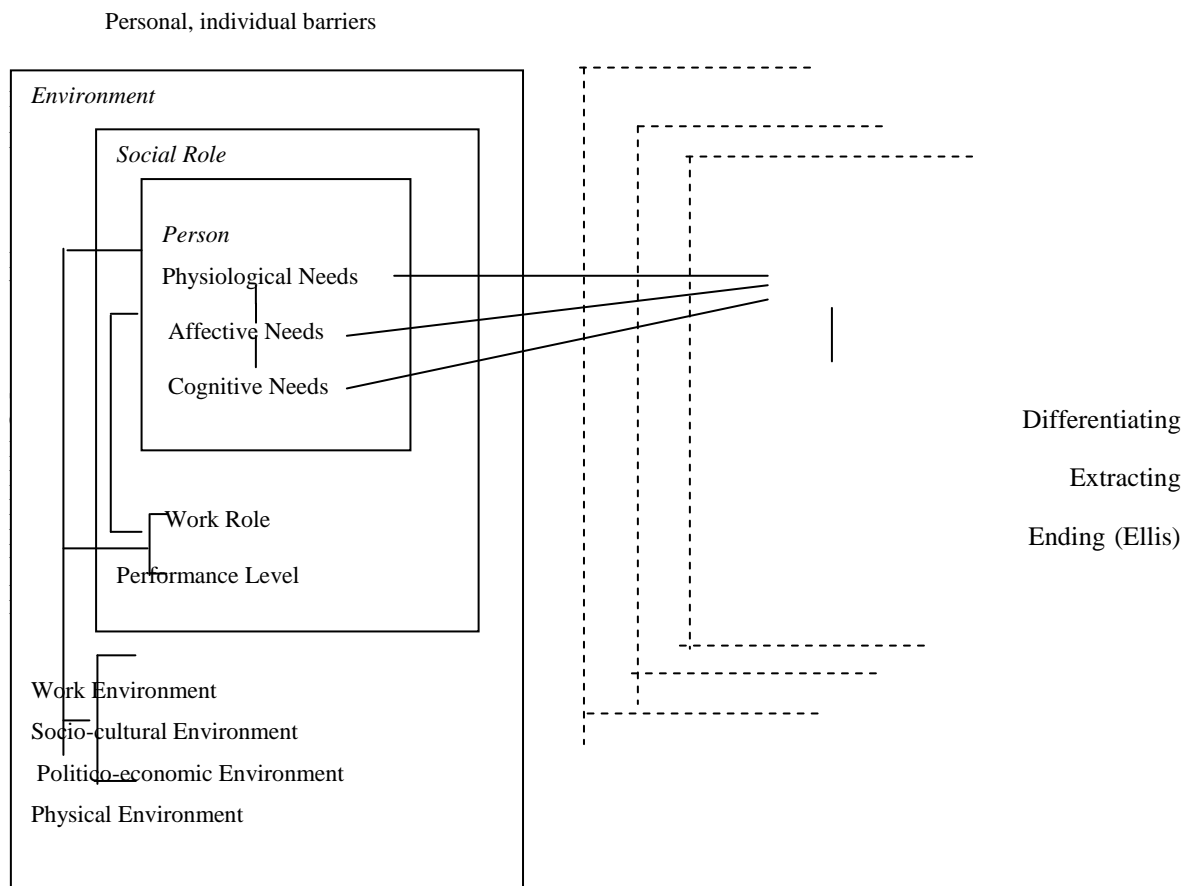 Personal, individual barriers
Environment
Social Role
Person
Physiological Needs
Affective Needs
Cognitive Needs
Differentiating
Extracting
Work Role
Ending (Ellis)
Performance Level
Work Environment
Socio-cultural Environment
Politico-economic Environment
Physical Environment